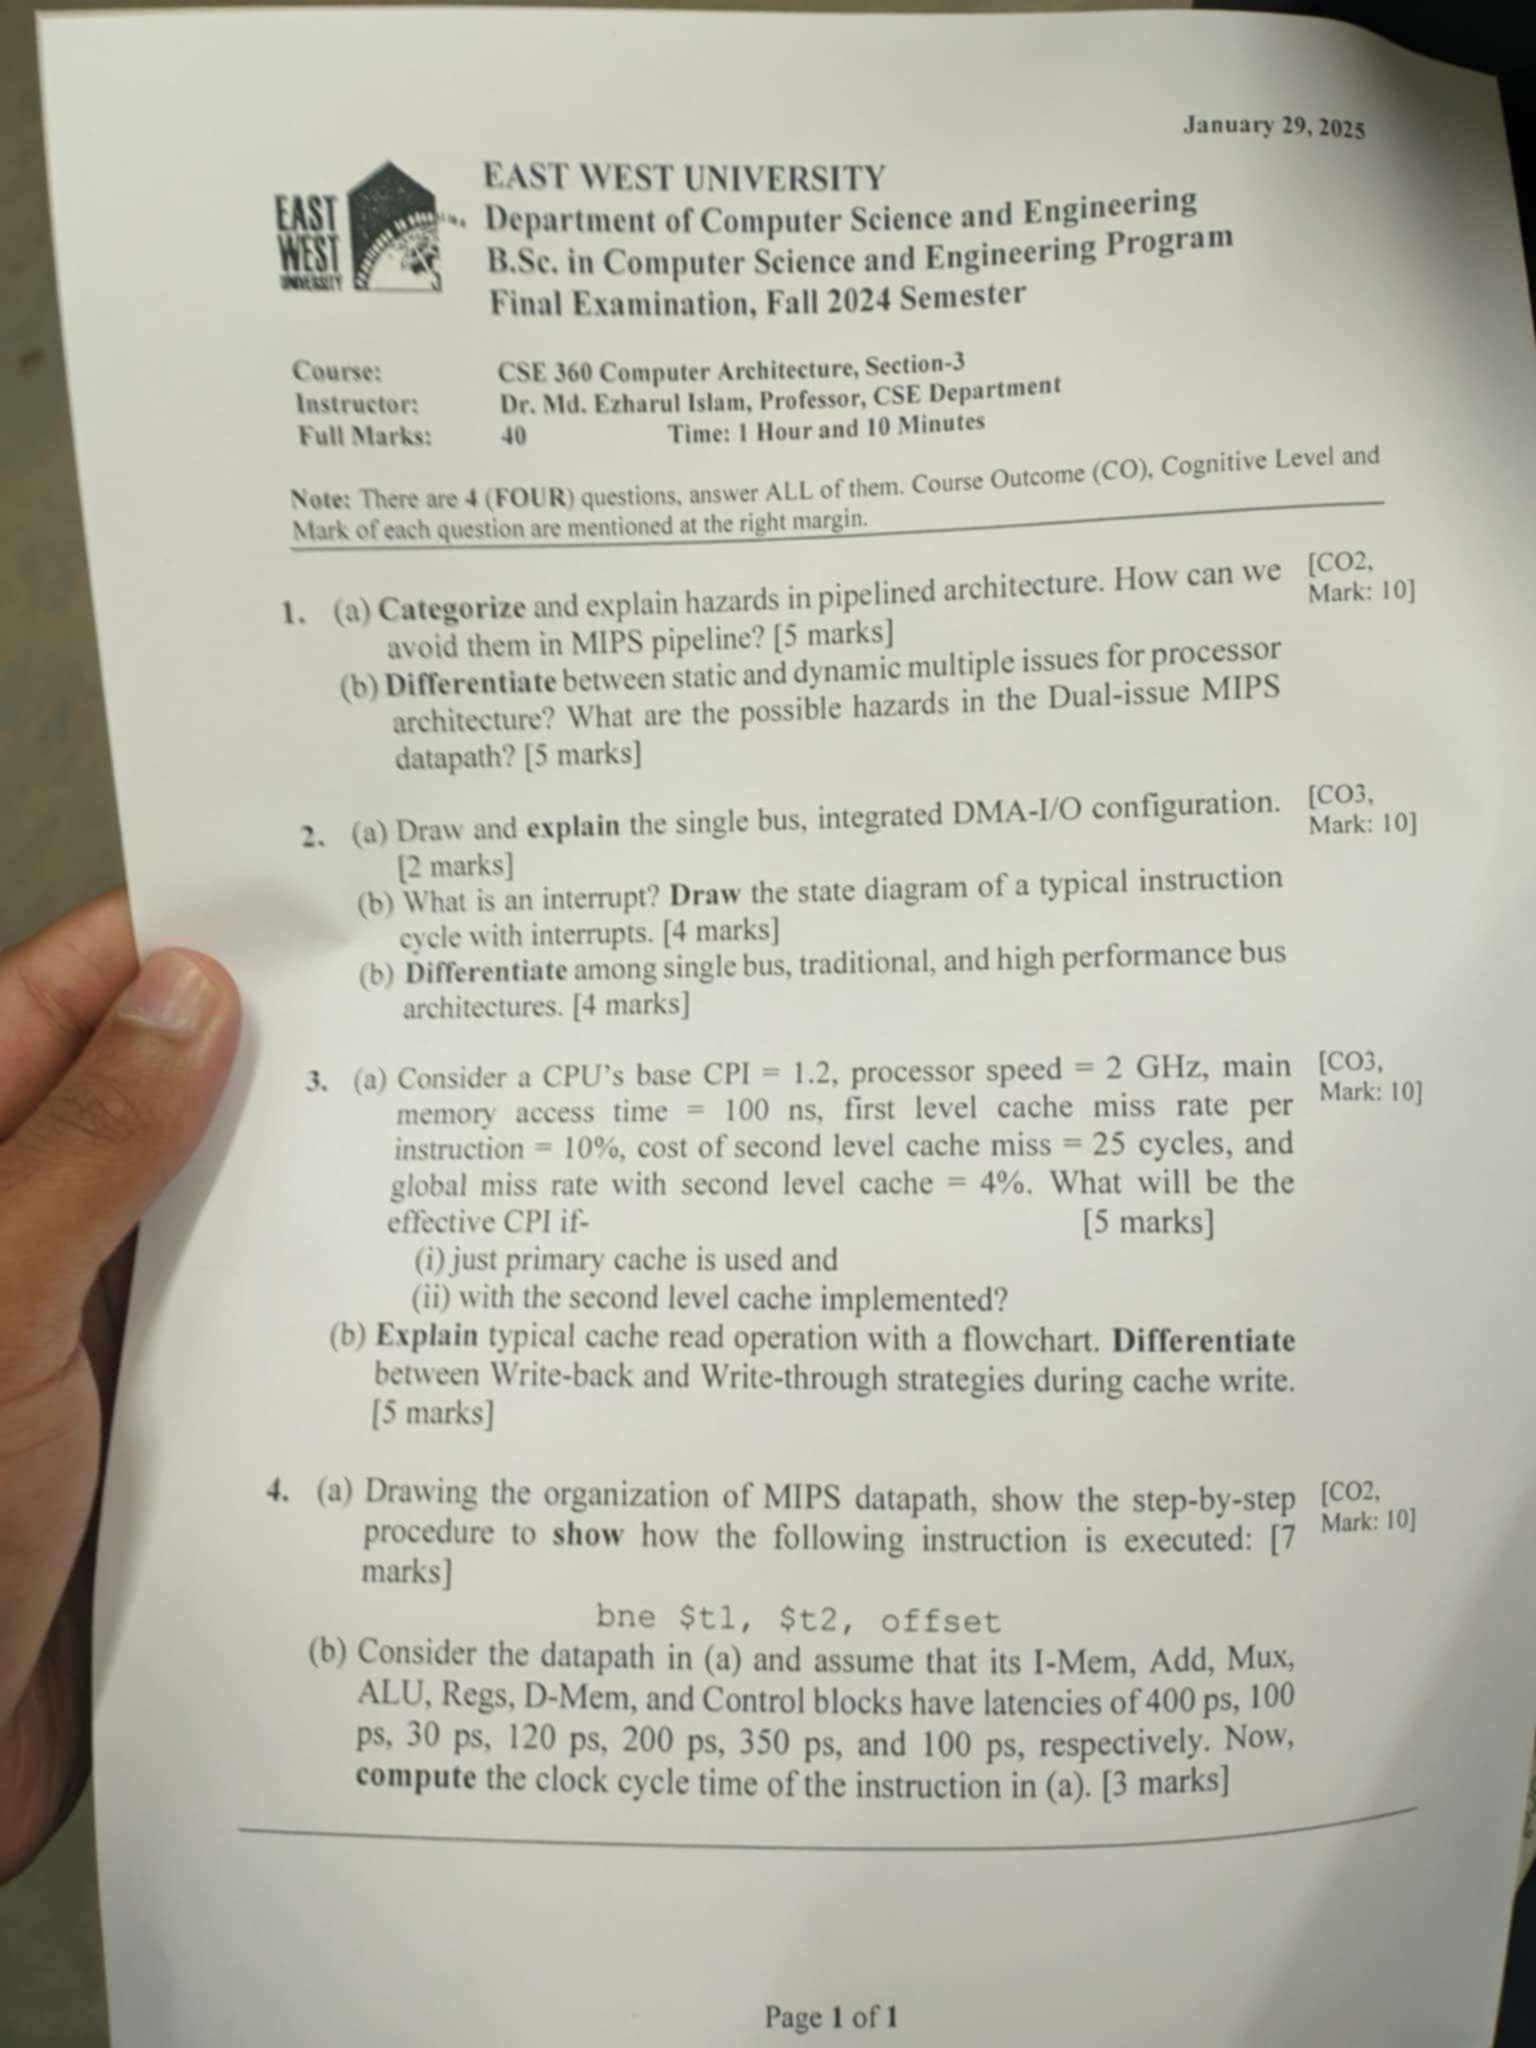 January 29, 2025
EAST
WEST
UNIVERSITY
EAST WEST UNIVERSITY
Department of Computer Science and Engineering
B.Sc. in Computer Science and Engineering Program
Final Examination, Fall 2024 Semester
Course: CSE 360 Computer Architecture, Section-3
Instructor: Dr. Md. Ezharul Islam, Professor, CSE Department
Full Marks: 40 Time: 1 Hour and 10 Minutes
Note: There are 4 (FOUR) questions, answer ALL of them. Course Outcome (CO), Cognitive Level and
Mark of each question are mentioned at the right margin.
1. (a) Categorize and explain hazards in pipelined architecture. How can we [CO2,
avoid them in MIPS pipeline? [5 marks] Mark: 10]
(b) Differentiate between static and dynamic multiple issues for processor
architecture? What are the possible hazards in the Dual-issue MIPS
datapath? [5 marks]
2. (a) Draw and explain the single bus, integrated DMA-I/O configuration. [CO3,
[2 marks] Mark: 10]
(b) What is an interrupt? Draw the state diagram of a typical instruction
cycle with interrupts. [4 marks]
(b) Differentiate among single bus, traditional, and high performance bus
architectures. [4 marks]
3. (a) Consider a CPU's base CPI = 1.2, processor speed = 2 GHz, main [CO3,
memory access time = 100 ns, first level cache miss rate per Mark: 10]
instruction = 10%, cost of second level cache miss = 25 cycles, and
global miss rate with second level cache = 4%. What will be the
effective CPI if- [5 marks]
(i) just primary cache is used and
(ii) with the second level cache implemented?
(b) Explain typical cache read operation with a flowchart. Differentiate
between Write-back and Write-through strategies during cache write.
[5 marks]
4. (a) Drawing the organization of MIPS datapath, show the step-by-step [CO2,
procedure to show how the following instruction is executed: [7 Mark: 10]
marks]
bne $t1, $t2, offset
(b) Consider the datapath in (a) and assume that its I-Mem, Add, Mux,
ALU, Regs, D-Mem, and Control blocks have latencies of 400 ps, 100
ps, 30 ps, 120 ps, 200 ps, 350 ps, and 100 ps, respectively. Now,
compute the clock cycle time of the instruction in (a). [3 marks]
Page 1 of 1